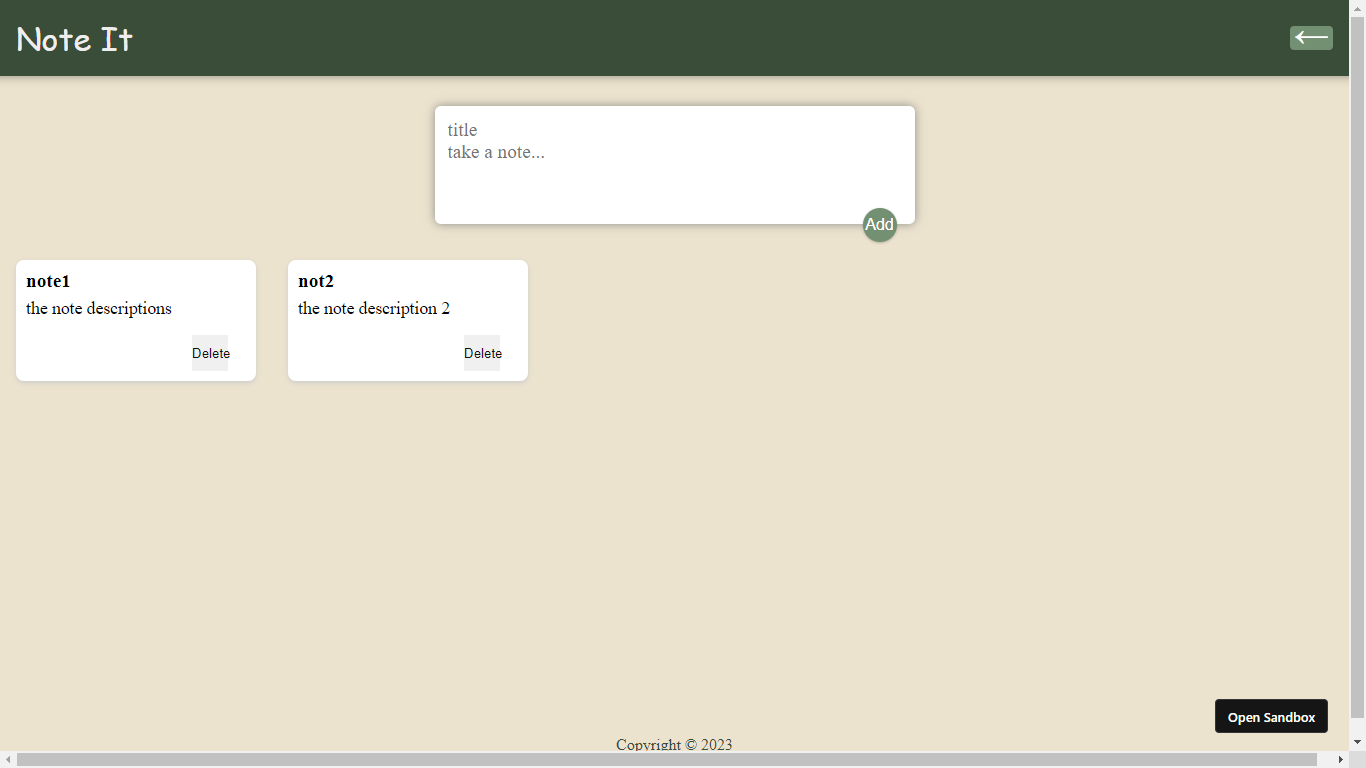 Note It
title
take a note...
Add
note1
the note descriptions
Delete
not2
the note description 2
Delete
Open Sandbox
Copyright © 2023